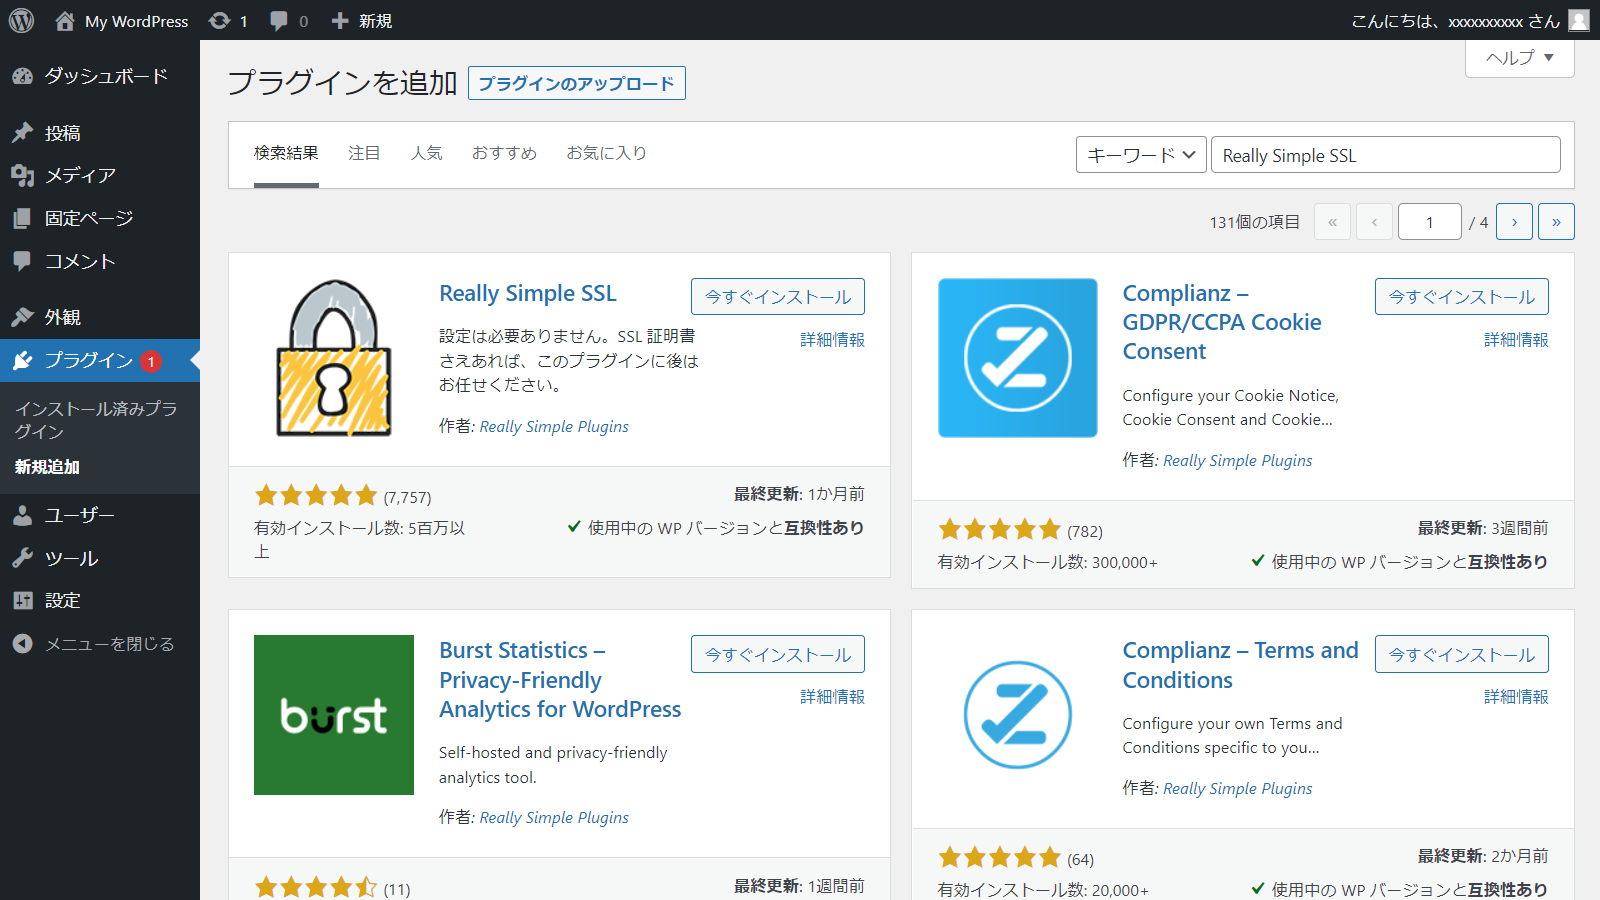 My WordPress
1
0
新規
こんにちは、xxxxxxxxxx さん
ダッシュボード
投稿
メディア
固定ページ
コメント
外観
プラグイン 1
インストール済みプラ
グイン
新規追加
ユーザー
ツール
設定
メニューを閉じる
プラグインを追加
プラグインのアップロード
ヘルプ ▼
検索結果
注目
人気
おすすめ
お気に入り
キーワード
Really Simple SSL
131個の項目
«
‹
1
/ 4
›
»
Really Simple SSL
今すぐインストール
詳細情報
設定は必要ありません。SSL 証明書
さえあれば、このプラグインに後は
お任せください。
作者: Really Simple Plugins
(7,757)
最終更新: 1か月前
有効インストール数: 5百万以
上
使用中の WP バージョンと互換性あり
Complianz –
GDPR/CCPA Cookie
Consent
今すぐインストール
詳細情報
Configure your Cookie Notice,
Cookie Consent and Cookie...
作者: Really Simple Plugins
(782)
最終更新: 3週間前
有効インストール数: 300,000+
使用中の WP バージョンと互換性あり
burst
Burst Statistics –
Privacy-Friendly
Analytics for WordPress
今すぐインストール
詳細情報
Self-hosted and privacy-friendly
analytics tool.
作者: Really Simple Plugins
(11)
最終更新: 1週間前
Complianz – Terms and
Conditions
今すぐインストール
詳細情報
Configure your own Terms and
Conditions specific to you...
作者: Really Simple Plugins
(64)
最終更新: 2か月前
有効インストール数: 20,000+
使用中の WP バージョンと互換性あり